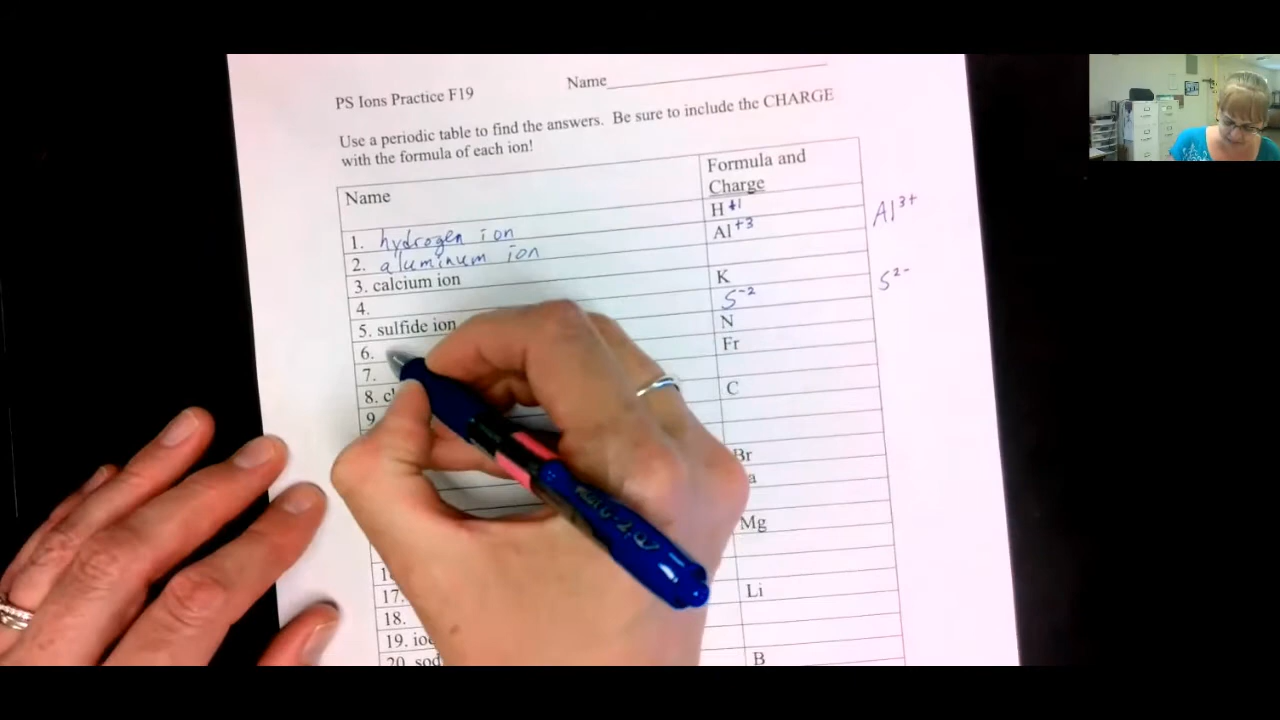 PS Ions Practice F19 Name
Use a periodic table to find the answers. Be sure to include the CHARGE
with the formula of each ion!
Name Formula and
Charge
1. hydrogen ion H +1
2. aluminum ion Al +3 Al 3+
3. calcium ion
4. K
5. sulfide ion S -2 S 2-
6. N
7. Fr
8.
9 C
Br
a
Mg
17. Li
18.
19.
20. B